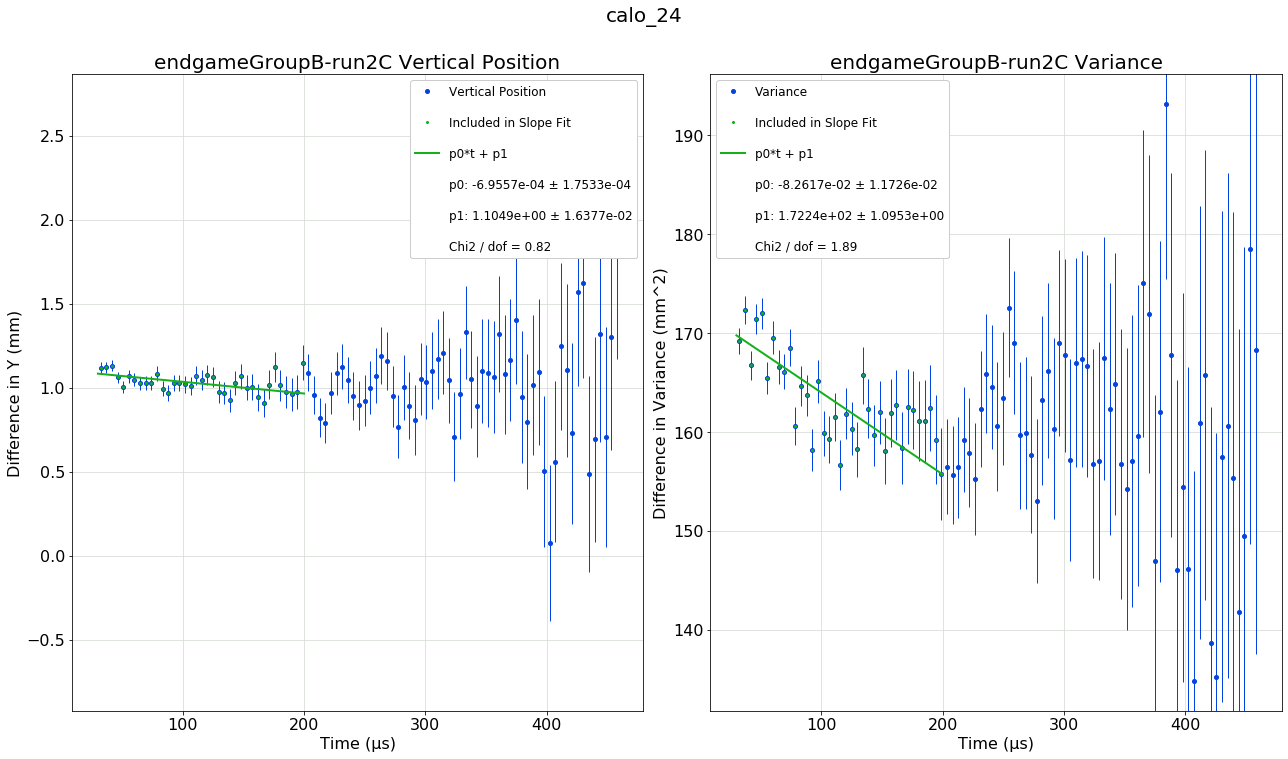 calo_24
endgameGroupB-run2C Vertical Position
Difference in Y (mm)
2.5
2.0
1.5
1.0
0.5
0.0
−0.5
100 200 300 400
Time (μs)
Vertical Position
Included in Slope Fit
p0*t + p1
p0: -6.9557e-04 ± 1.7533e-04
p1: 1.1049e+00 ± 1.6377e-02
Chi2 / dof = 0.82
endgameGroupB-run2C Variance
Difference in Variance (mm^2)
190
180
170
160
150
140
100 200 300 400
Time (μs)
Variance
Included in Slope Fit
p0*t + p1
p0: -8.2617e-02 ± 1.1726e-02
p1: 1.7224e+02 ± 1.0953e+00
Chi2 / dof = 1.89